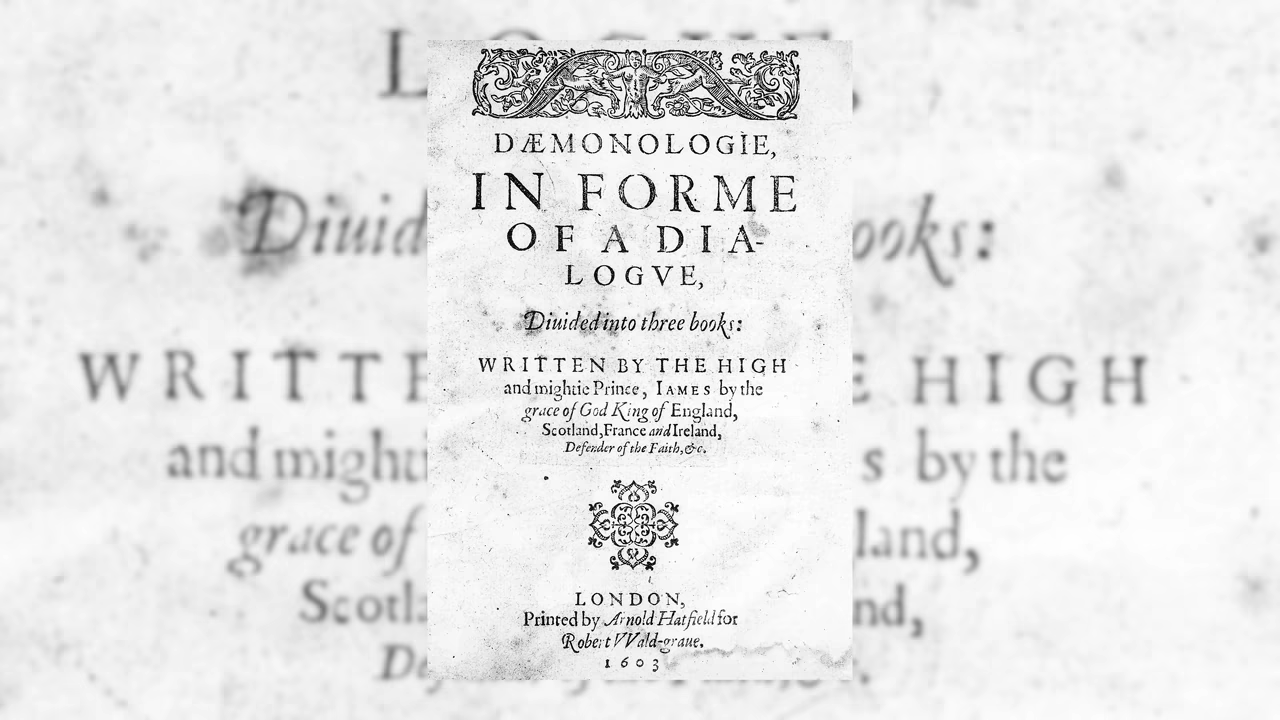 DÆMONOLOGIE,
IN FORME
OF A DIA-
LOGVE,
Diuided into three books:
WRITTEN BY THE HIGH
and mightie Prince, IAMES by the
grace of God King of England,
Scotland, France and Ireland,
Defender of the Faith, &c.
LONDON,
Printed by Arnold Hatfield for
Robert VVald-graue.
1603